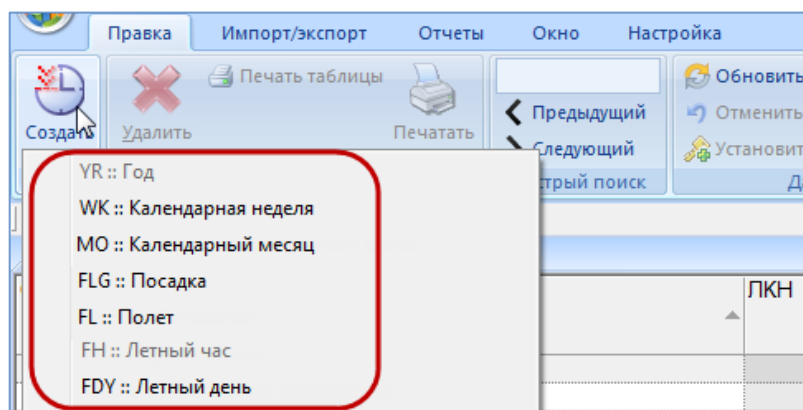 Правка Импорт/экспорт Отчеты Окно Настройка
Создать Удалить Печать таблицы Печатать
Обновить
Предыдущий Отменить
Следующий Установит
стрый поиск Да
YR :: Год
WK :: Календарная неделя
MO :: Календарный месяц
FLG :: Посадка
FL :: Полет
FH :: Летный час
FDY :: Летный день
ЛКН